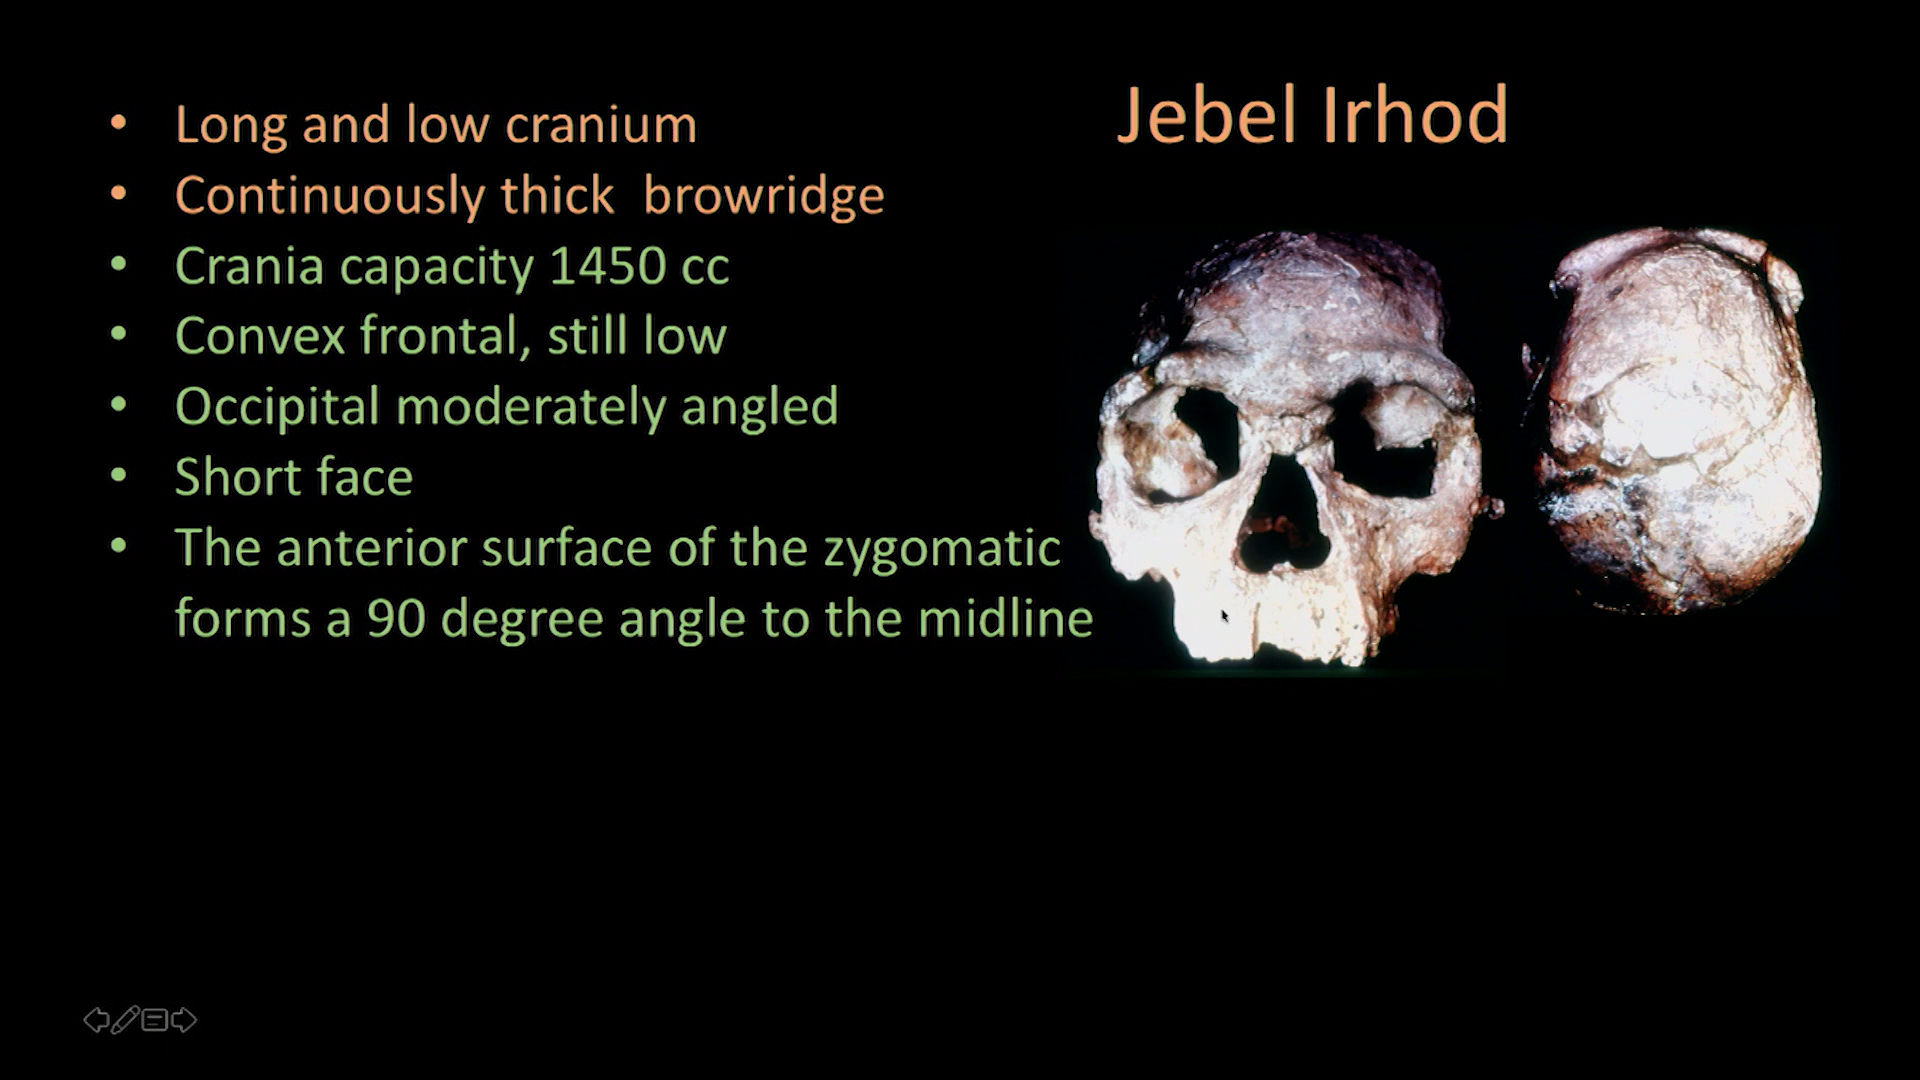 Jebel Irhod
• Long and low cranium
• Continuously thick  browridge
• Crania capacity 1450 cc
• Convex frontal, still low
• Occipital moderately angled
• Short face
• The anterior surface of the zygomatic
forms a 90 degree angle to the midline